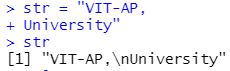 > str = "VIT-AP,
+ University"
> str
[1] "VIT-AP,\nUniversity"